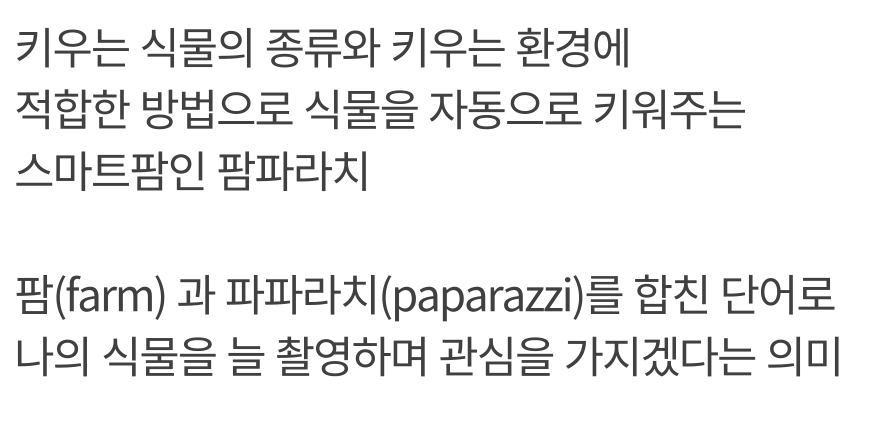 키우는 식물의 종류와 키우는 환경에
적합한 방법으로 식물을 자동으로 키워주는
스마트팜인 팜파라치
팜(farm) 과 파파라치(paparazzi)를 합친 단어로
나의 식물을 늘 촬영하며 관심을 가지겠다는 의미